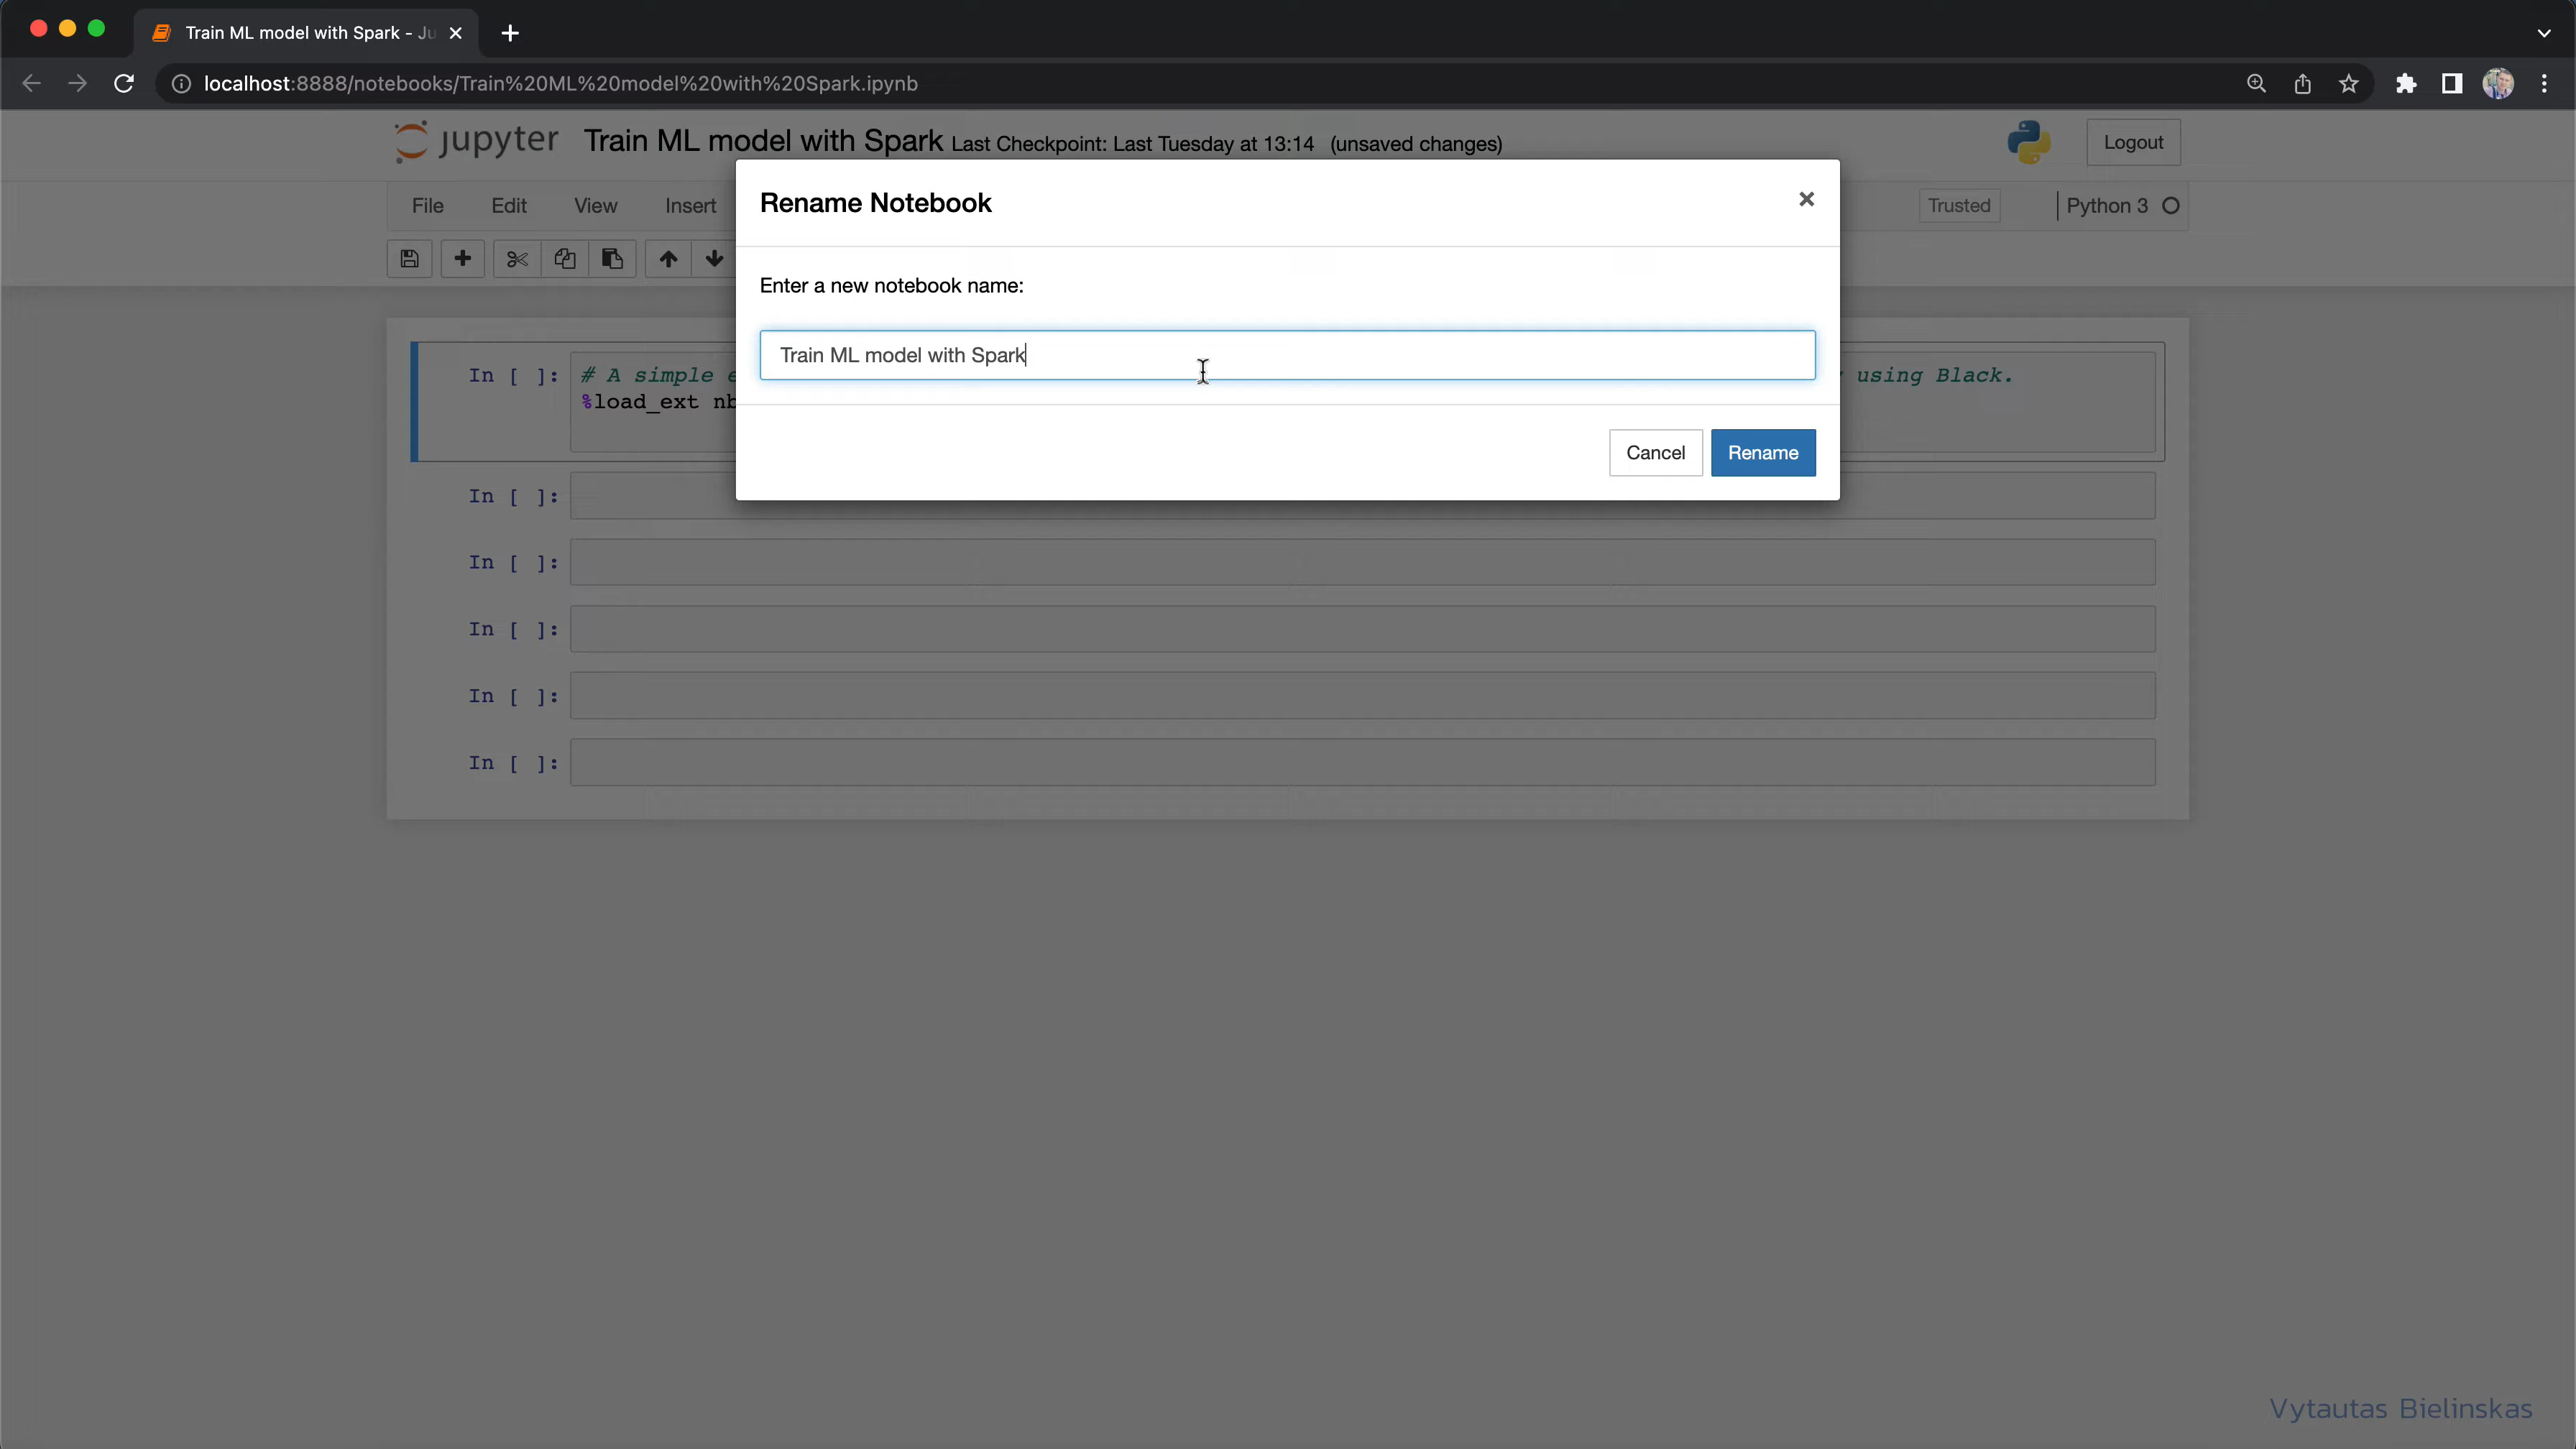 Train ML model with Spark - Ju
localhost:8888/notebooks/Train%20ML%20model%20with%20Spark.ipynb
jupyter Train ML model with Spark Last Checkpoint: Last Tuesday at 13:14 (unsaved changes)
Logout
File Edit View Insert
Trusted
Python 3
Rename Notebook
Enter a new notebook name:
Train ML model with Spark
Cancel Rename
In [ ]: # A simple e using Black.
%load_ext nb
In [ ]:
In [ ]:
In [ ]:
In [ ]:
In [ ]:
Vytautas Bielinskas